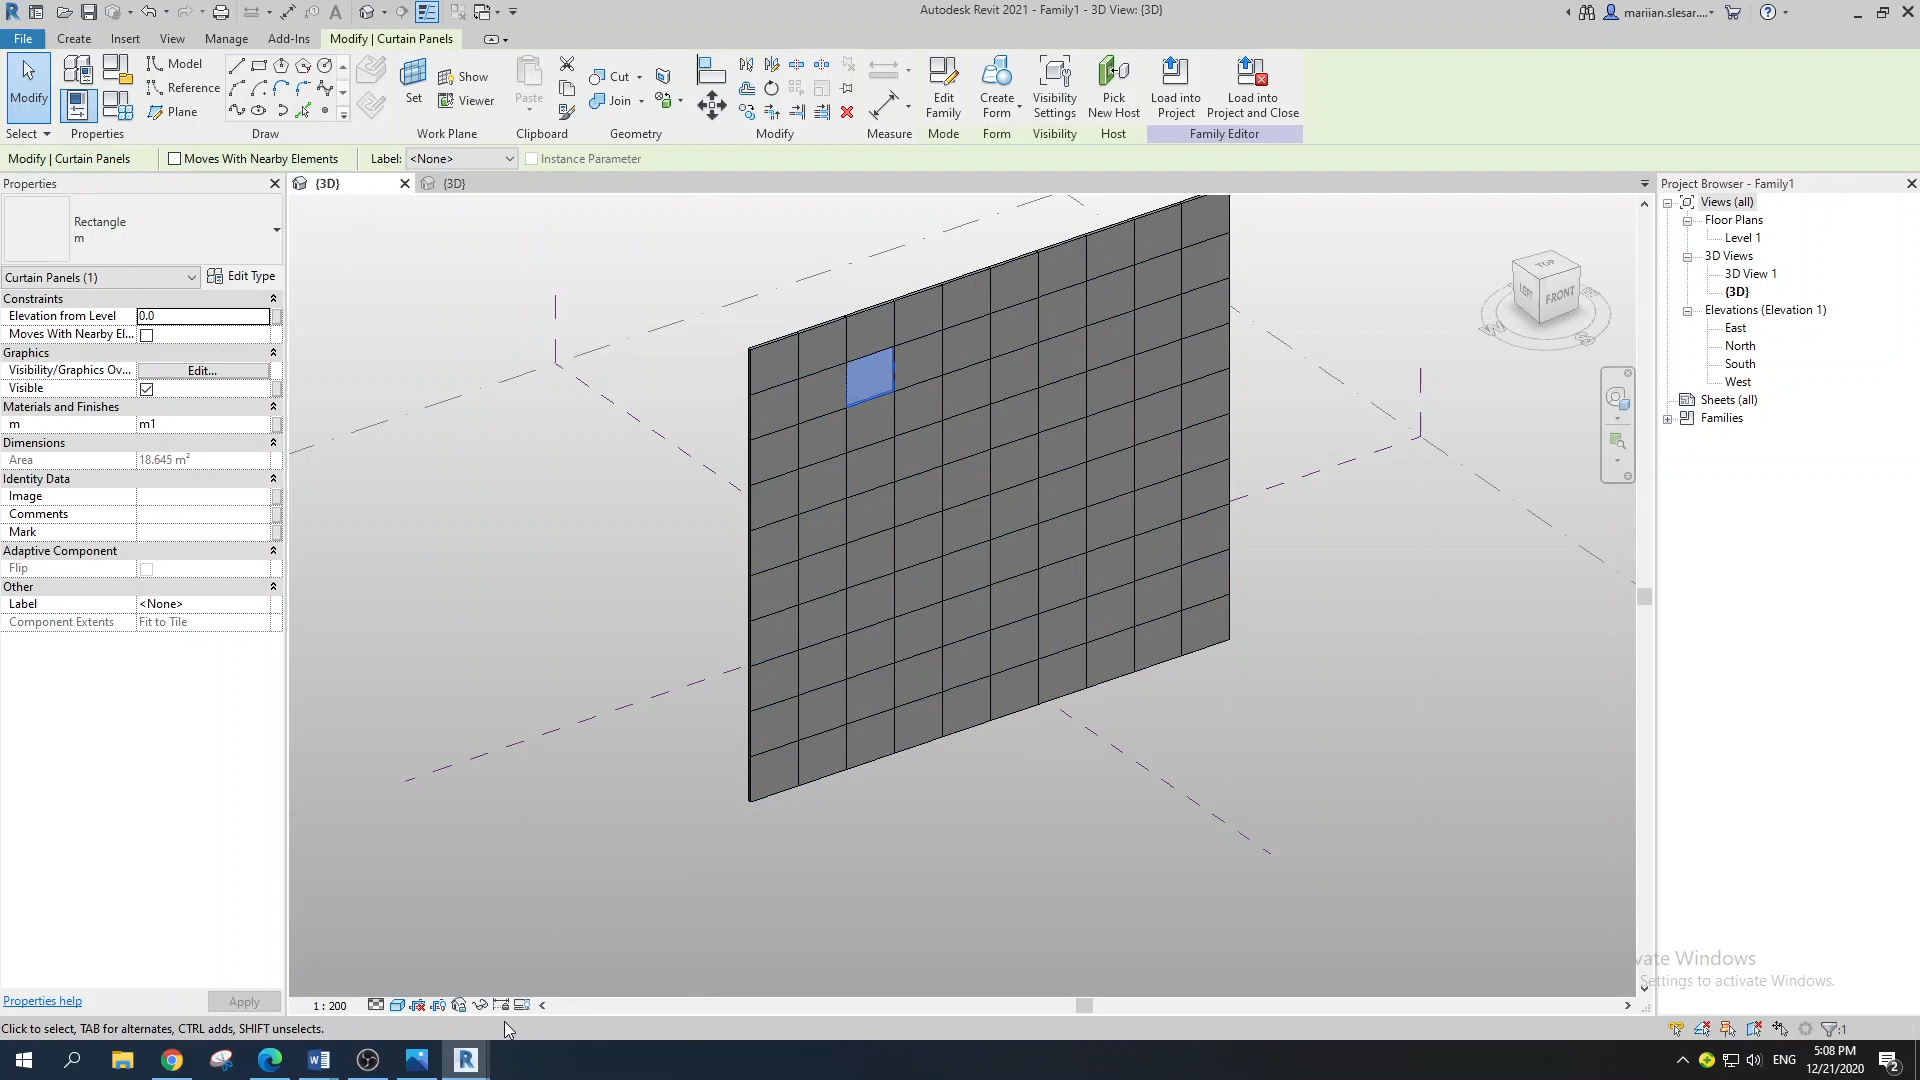 Autodesk Revit 2021 - Family1 - 3D View: {3D}
mariian.slesar....
File Create Insert View Manage Add-Ins Modify | Curtain Panels
Modify
Model
Reference
Plane
Set
Show
Viewer
Paste
Cut
Join
Edit
Family
Create
Form
Visibility
Settings
Pick
New Host
Load into
Project
Load into
Project and Close
Select Properties Draw Work Plane Clipboard Geometry Modify Measure Mode Form Visibility Host Family Editor
Modify | Curtain Panels Moves With Nearby Elements Label: <None> Instance Parameter
Properties
{3D} {3D}
Project Browser - Family1
Rectangle
m
Curtain Panels (1) Edit Type
Constraints
Elevation from Level 0.0
Moves With Nearby El...
Graphics
Visibility/Graphics Ov... Edit...
Visible
Materials and Finishes
m m1
Dimensions
Area 18.645 m²
Identity Data
Image
Comments
Mark
Adaptive Component
Flip
Other
Label <None>
Component Extents Fit to Tile
Properties help Apply
TOP
LEFT FRONT
W S
Views (all)
Floor Plans
Level 1
3D Views
3D View 1
{3D}
Elevations (Elevation 1)
East
North
South
West
Sheets (all)
Families
vate Windows
Settings to activate Windows.
1 : 200
Click to select, TAB for alternates, CTRL adds, SHIFT unselects.
:1
ENG
5:08 PM
12/21/2020
2